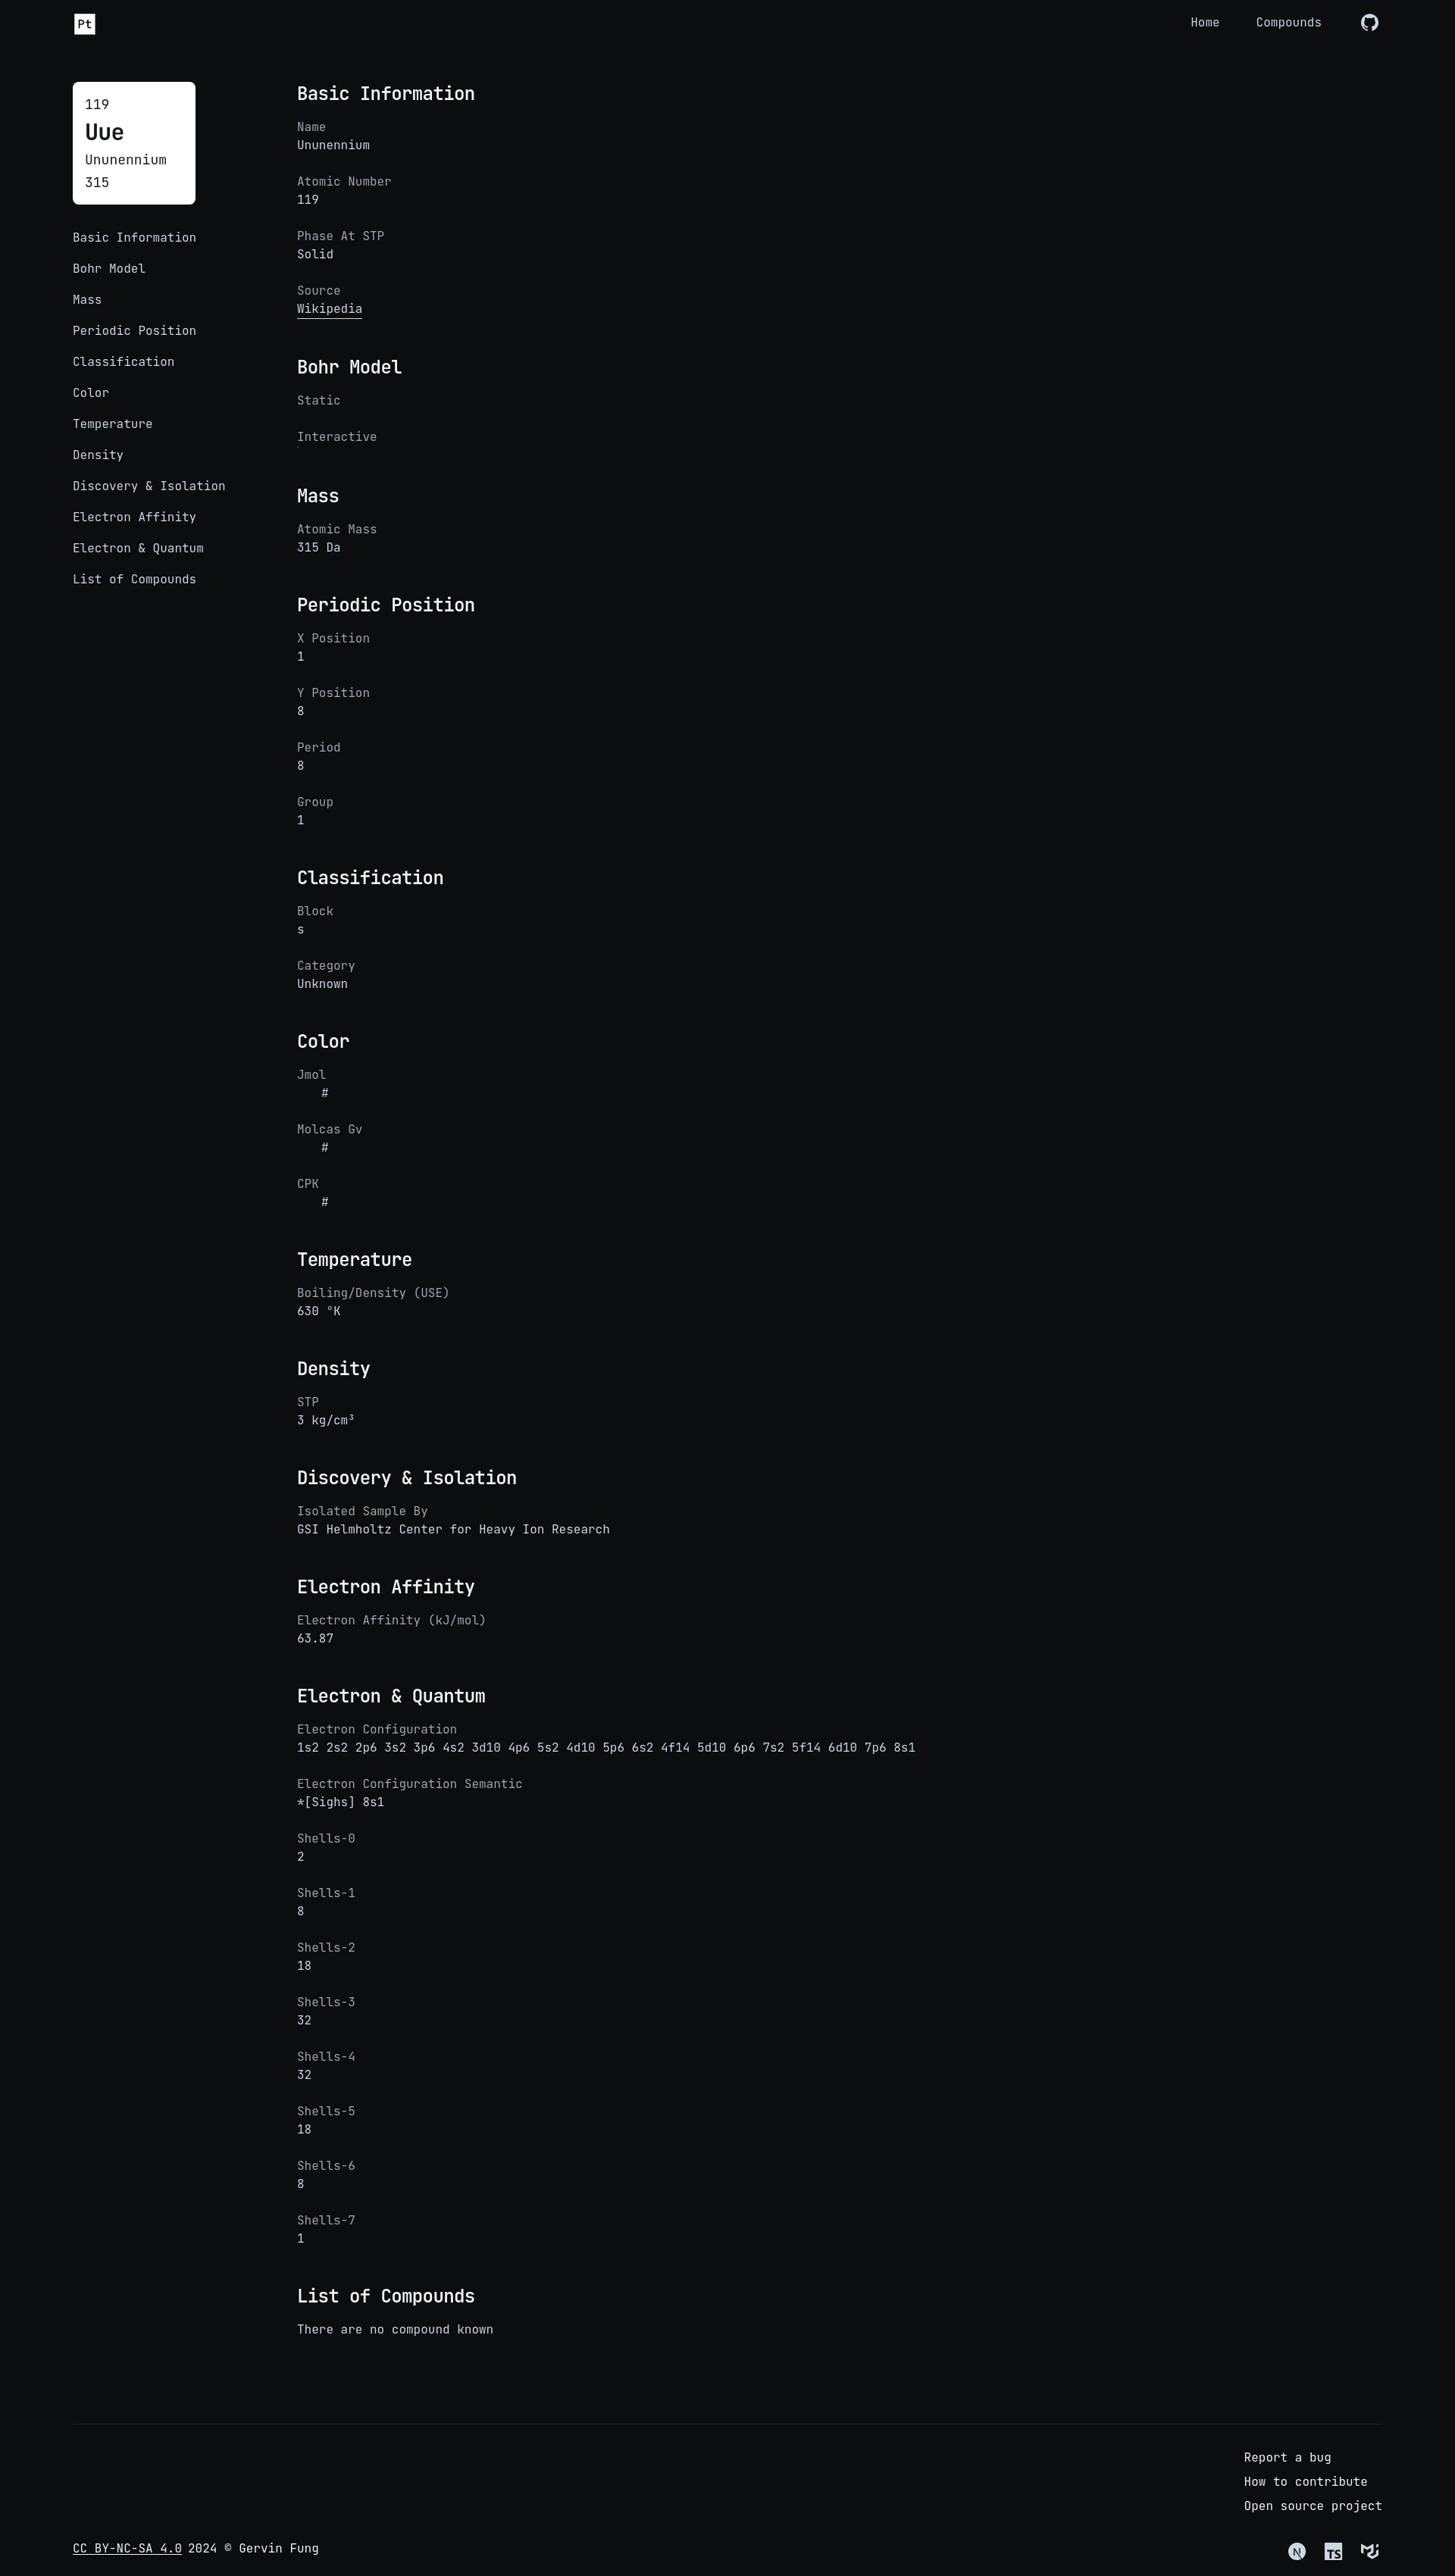 Pt
Home
Compounds
119
Uue
Ununennium
315
Basic Information
Bohr Model
Mass
Periodic Position
Classification
Color
Temperature
Density
Discovery & Isolation
Electron Affinity
Electron & Quantum
List of Compounds
Basic Information
Name
Ununennium
Atomic Number
119
Phase At STP
Solid
Source
Wikipedia
Bohr Model
Static
Interactive
Mass
Atomic Mass
315 Da
Periodic Position
X Position
1
Y Position
8
Period
8
Group
1
Classification
Block
s
Category
Unknown
Color
Jmol
#
Molcas Gv
#
CPK
#
Temperature
Boiling/Density (USE)
630 °K
Density
STP
3 kg/cm³
Discovery & Isolation
Isolated Sample By
GSI Helmholtz Center for Heavy Ion Research
Electron Affinity
Electron Affinity (kJ/mol)
63.87
Electron & Quantum
Electron Configuration
1s2 2s2 2p6 3s2 3p6 4s2 3d10 4p6 5s2 4d10 5p6 6s2 4f14 5d10 6p6 7s2 5f14 6d10 7p6 8s1
Electron Configuration Semantic
*[Sighs] 8s1
Shells-0
2
Shells-1
8
Shells-2
18
Shells-3
32
Shells-4
32
Shells-5
18
Shells-6
8
Shells-7
1
List of Compounds
There are no compound known
Report a bug
How to contribute
Open source project
CC BY-NC-SA 4.0 2024 © Gervin Fung
N
TS